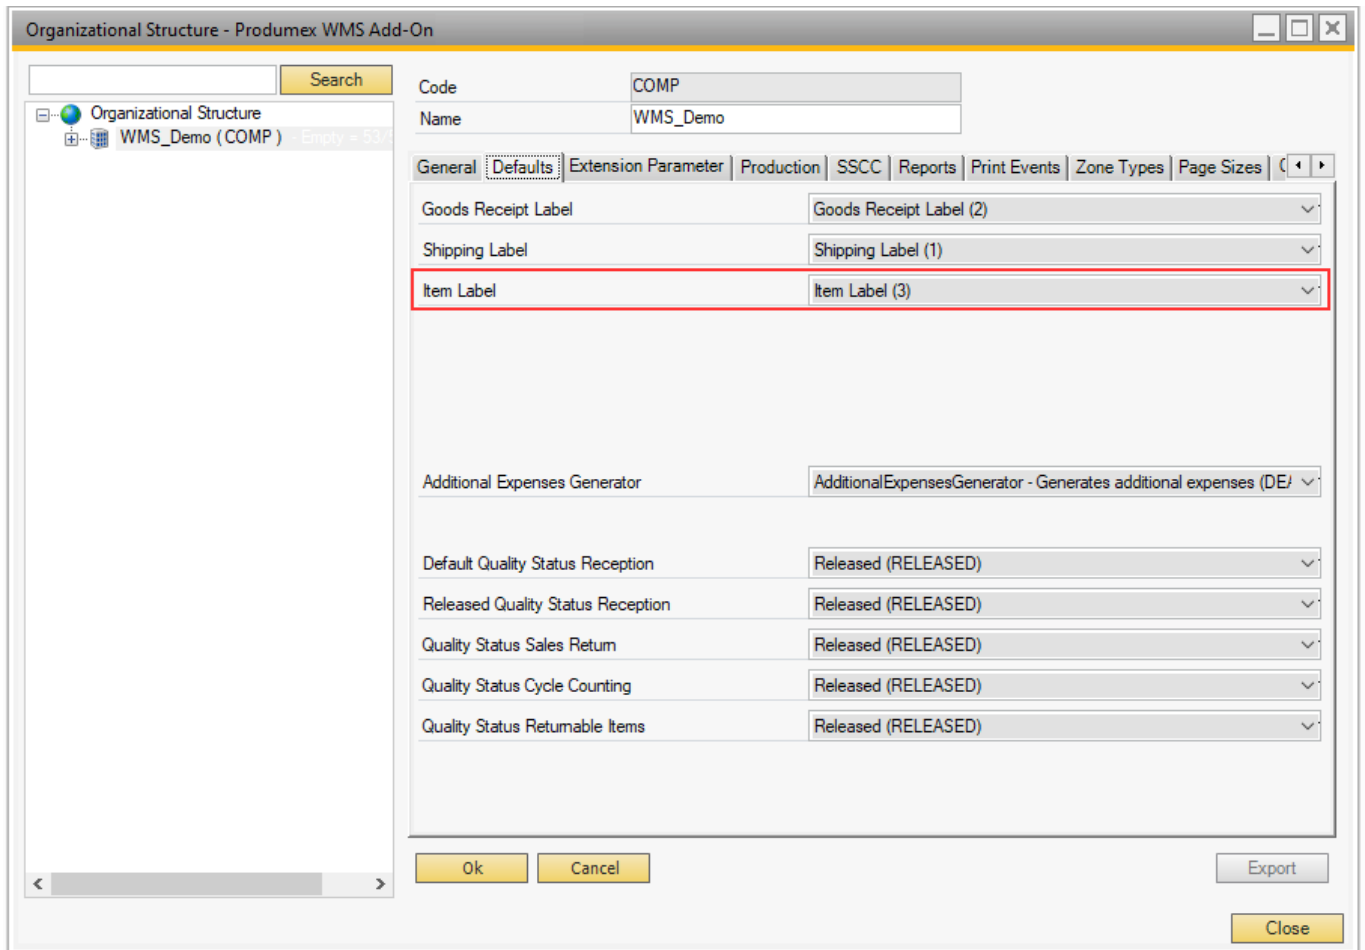 Organizational Structure - Produmex WMS Add-On
Search
Organizational Structure
WMS_Demo ( COMP ) - Empty = 53/
Code COMP
Name WMS_Demo
General Defaults Extension Parameter Production SSCC Reports Print Events Zone Types Page Sizes
Goods Receipt Label Goods Receipt Label (2)
Shipping Label Shipping Label (1)
Item Label Item Label (3)
Additional Expenses Generator AdditionalExpensesGenerator - Generates additional expenses (DEA
Default Quality Status Reception Released (RELEASED)
Released Quality Status Reception Released (RELEASED)
Quality Status Sales Return Released (RELEASED)
Quality Status Cycle Counting Released (RELEASED)
Quality Status Returnable Items Released (RELEASED)
Ok Cancel Export
Close